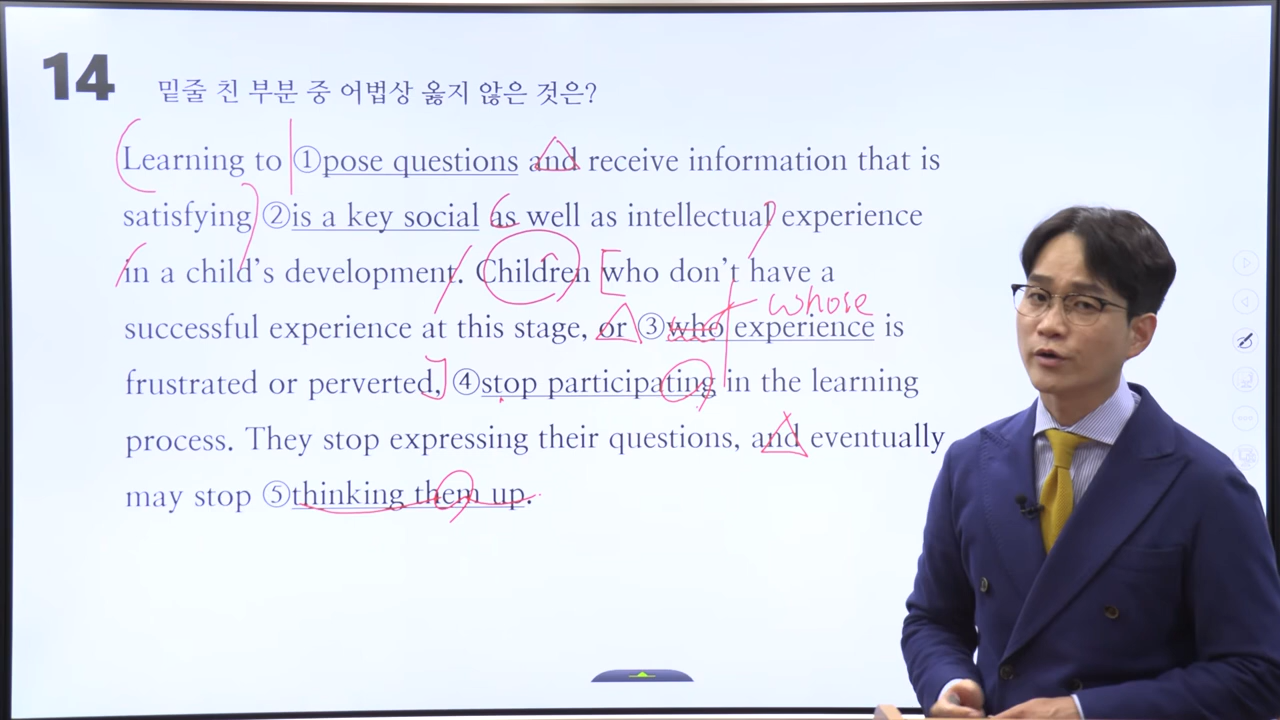 14 밑줄 친 부분 중 어법상 옳지 않은 것은?
Learning to ①pose questions and receive information that is
satisfying ②is a key social as well as intellectual experience
in a child's development. Children who don't have a
whose
successful experience at this stage, or ③who experience is
frustrated or perverted, ④stop participating in the learning
process. They stop expressing their questions, and eventually
may stop ⑤thinking them up.